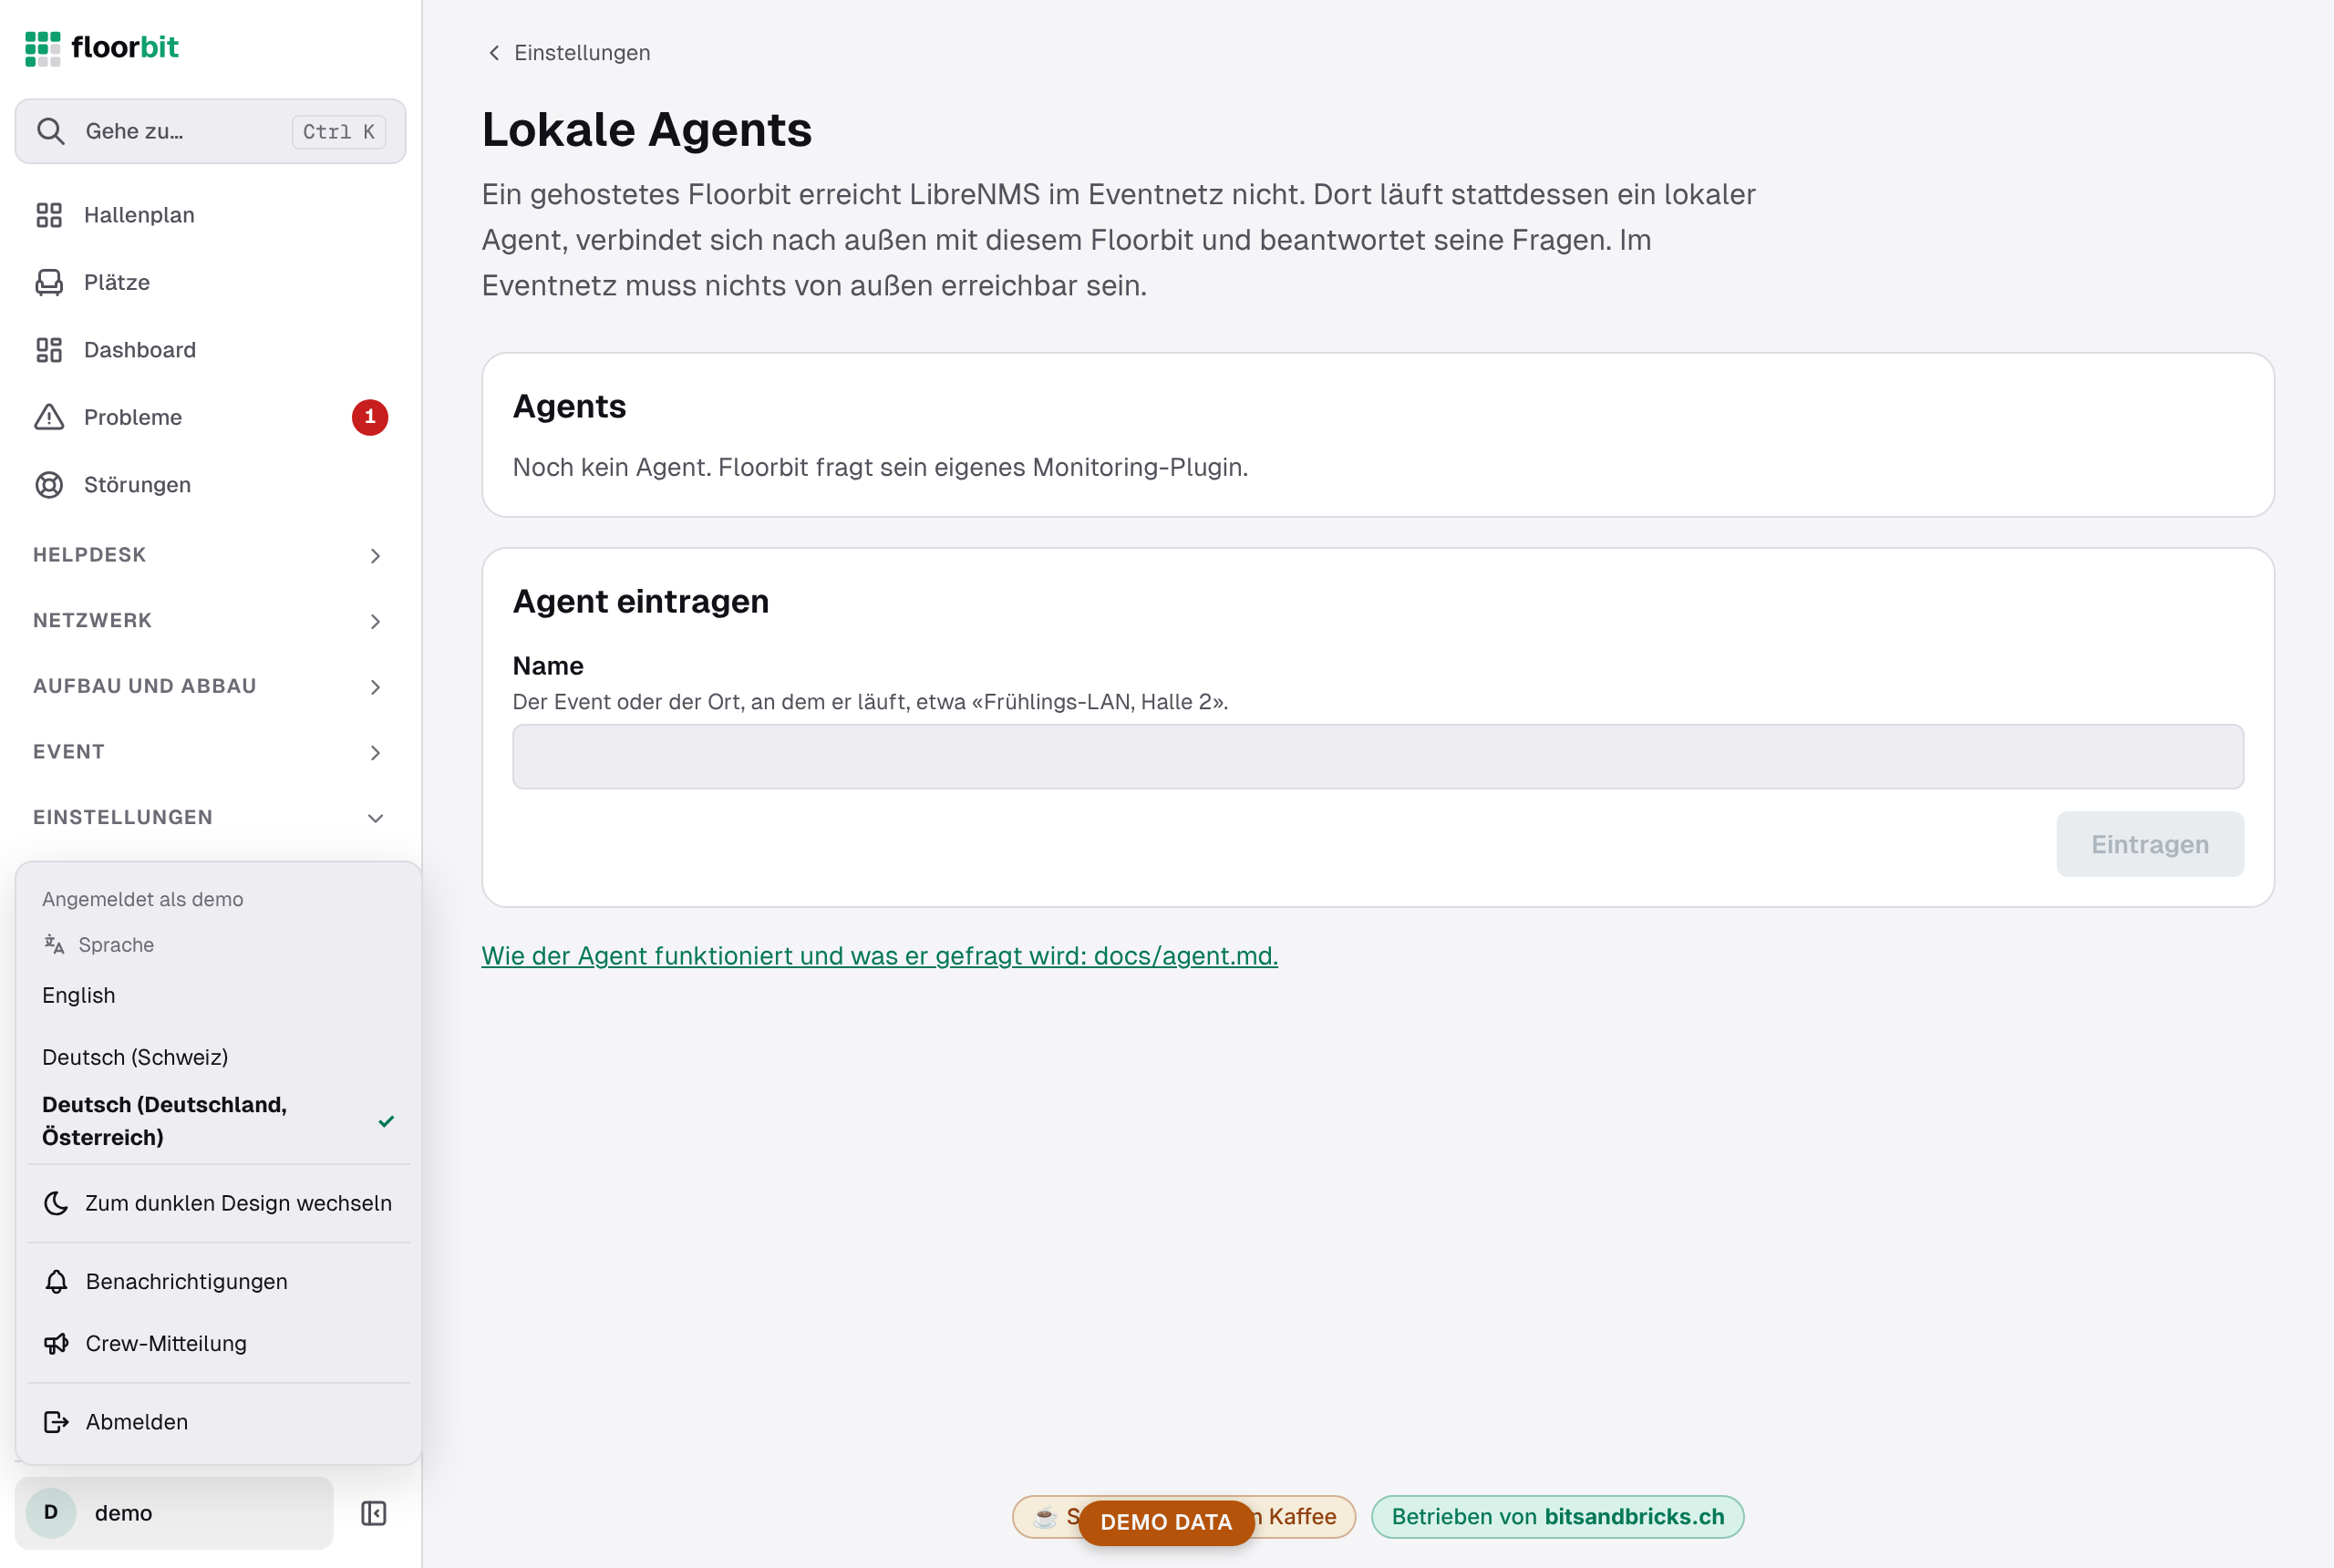 floorbit
Gehe zu...
Ctrl K
Hallenplan
Plätze
Dashboard
Probleme
1
Störungen
HELPDESK
NETZWERK
AUFBAU UND ABBAU
EVENT
EINSTELLUNGEN
Angemeldet als demo
Sprache
English
Deutsch (Schweiz)
Deutsch (Deutschland,
Österreich)
Zum dunklen Design wechseln
Benachrichtigungen
Crew-Mitteilung
Abmelden
D
demo
Einstellungen
Lokale Agents
Ein gehostetes Floorbit erreicht LibreNMS im Eventnetz nicht. Dort läuft stattdessen ein lokaler
Agent, verbindet sich nach außen mit diesem Floorbit und beantwortet seine Fragen. Im
Eventnetz muss nichts von außen erreichbar sein.
Agents
Noch kein Agent. Floorbit fragt sein eigenes Monitoring-Plugin.
Agent eintragen
Name
Der Event oder der Ort, an dem er läuft, etwa «Frühlings-LAN, Halle 2».
Eintragen
Wie der Agent funktioniert und was er gefragt wird: docs/agent.md.
Kaffee
DEMO DATA
Betrieben von bitsandbricks.ch